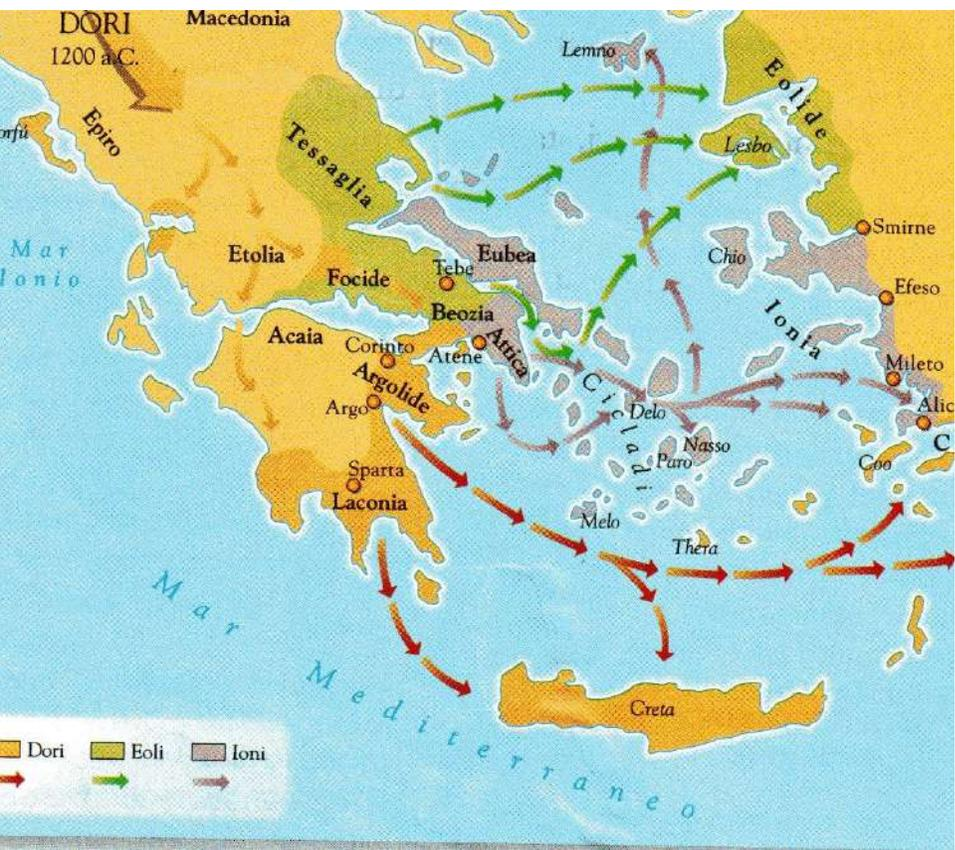 DORI
1200 a.C.
Macedonia
Lemno
Eolide
orfú
Epiro
Tessaglia
Lesbo
Smirne
Mar
Ionio
Etolia
Eubea
Chio
Focide
Tebe
Efeso
Beozia
Ionia
Acaia
Corinto
Atene
Attica
Mileto
Argolide
Cicladi
Delo
Alic
Argo
C
Nasso
Paro
Coo
Sparta
Laconia
Melo
Thera
Mar
Mediterraneo
Creta
Dori
Eoli
Ioni